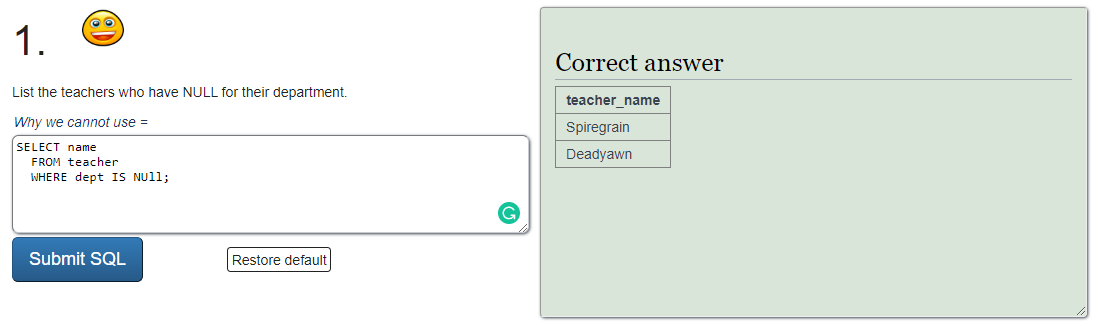 1.
List the teachers who have NULL for their department.
Why we cannot use =
SELECT name
FROM teacher
WHERE dept IS NUll;
Submit SQL
Restore default
Correct answer
teacher_name
Spiregrain
Deadyawn